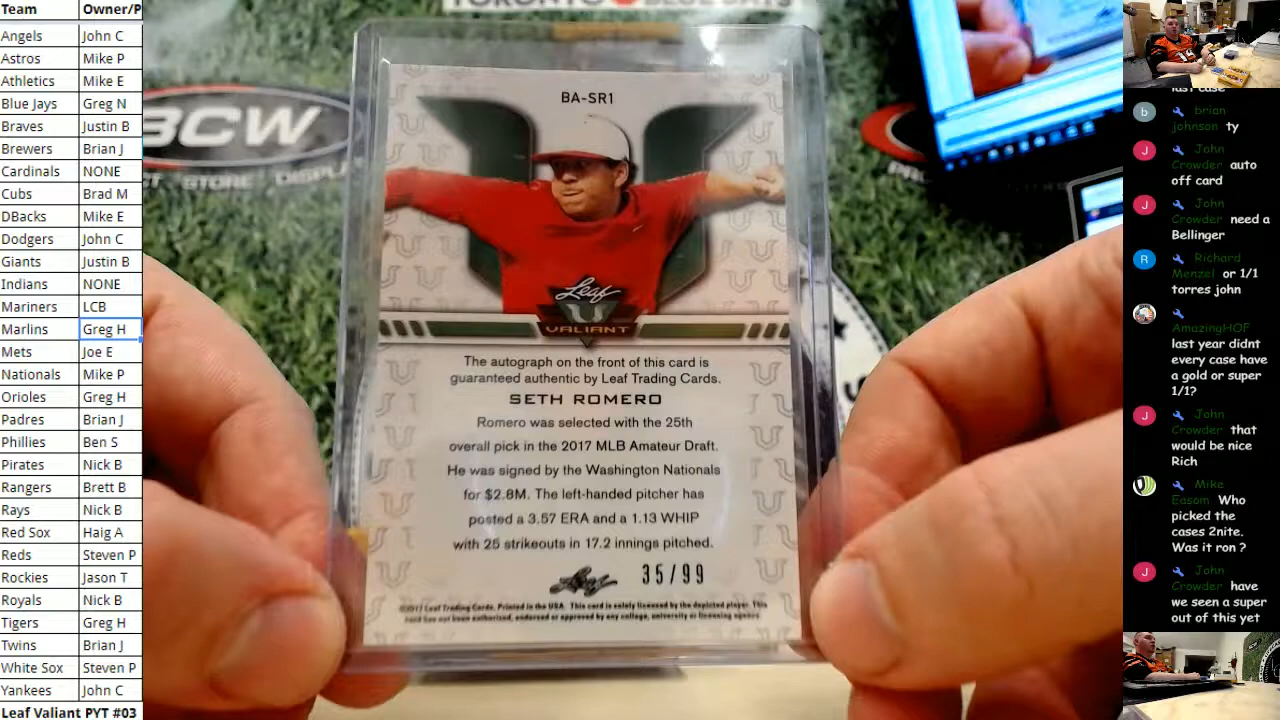 Team Owner/P
Angels John C
Astros Mike P
Athletics Mike E
Blue Jays Greg N
Braves Justin B
Brewers Brian J
Cardinals NONE
Cubs Brad M
DBacks Mike E
Dodgers John C
Giants Justin B
Indians NONE
Mariners LCB
Marlins Greg H
Mets Joe E
Nationals Mike P
Orioles Greg H
Padres Brian J
Phillies Ben S
Pirates Nick B
Rangers Brett B
Rays Nick B
Red Sox Haig A
Reds Steven P
Rockies Jason T
Royals Nick B
Tigers Greg H
Twins Brian J
White Sox Steven P
Yankees John C
Leaf Valiant PYT #03
BCW
STORE DISPL
BA-SR1
Leaf
VALIANT
The autograph on the front of this card is
guaranteed authentic by Leaf Trading Cards.
SETH ROMERO
Romero was selected with the 25th
overall pick in the 2017 MLB Amateur Draft.
He was signed by the Washington Nationals
for $2.8M. The left-handed pitcher has
posted a 3.57 ERA and a 1.13 WHIP
with 25 strikeouts in 17.2 innings pitched.
Leaf
35/99
©2017 Leaf Trading Cards. Printed in the USA. This card is solely licensed by the depicted player. This
card has not been authorized, endorsed or approved by any college, university or licensing agency.
last case
b
brian
johnson ty
J
John
Crowder auto
off card
J
John
Crowder need a
Bellinger
R
Richard
Menzel or 1/1
torres john
AmazingHOF
last year didnt
every case have
a gold or super
1/1?
J
John
Crowder that
would be nice
Rich
Mike
Easom Who
picked the
cases 2nite.
Was it ron ?
J
John
Crowder have
we seen a super
out of this yet